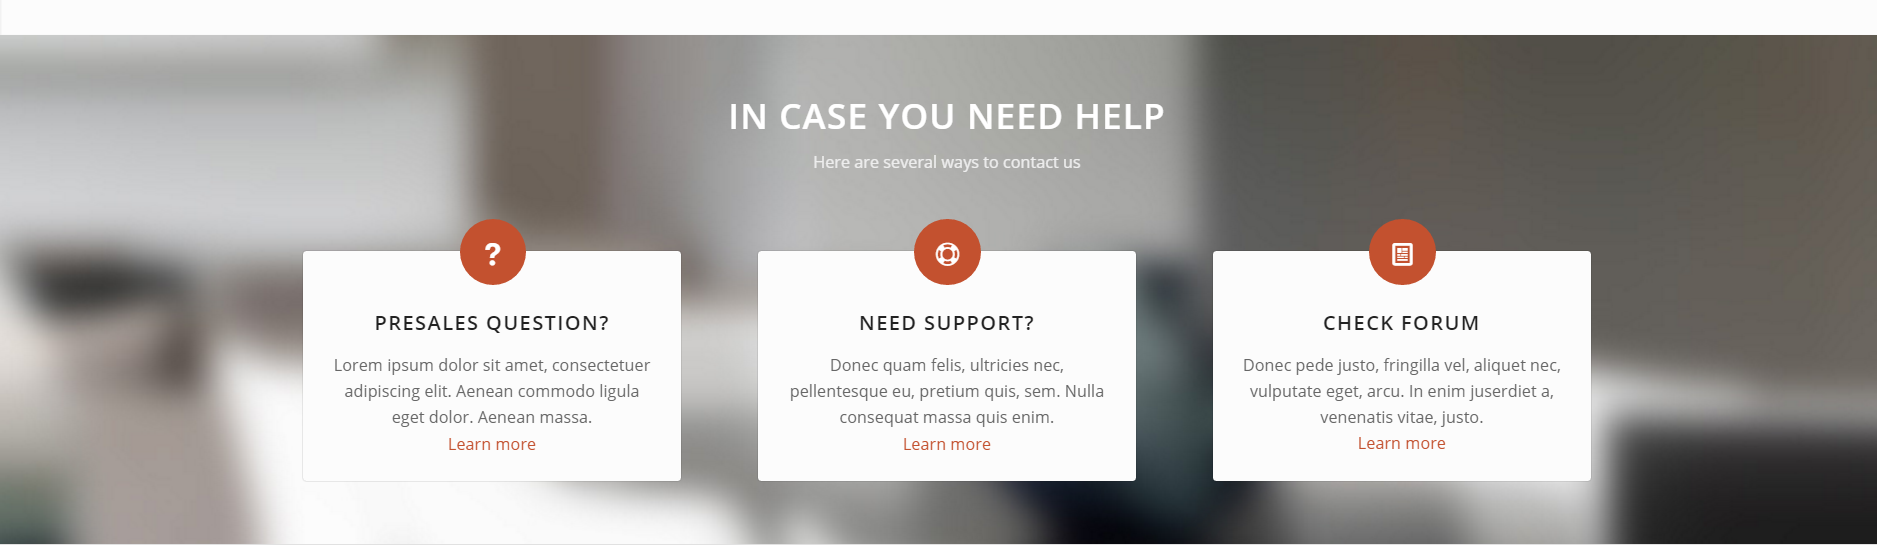 IN CASE YOU NEED HELP
Here are several ways to contact us
PRESALES QUESTION?
Lorem ipsum dolor sit amet, consectetuer
adipiscing elit. Aenean commodo ligula
eget dolor. Aenean massa.
Learn more
NEED SUPPORT?
Donec quam felis, ultricies nec,
pellentesque eu, pretium quis, sem. Nulla
consequat massa quis enim.
Learn more
CHECK FORUM
Donec pede justo, fringilla vel, aliquet nec,
vulputate eget, arcu. In enim juserdiet a,
venenatis vitae, justo.
Learn more